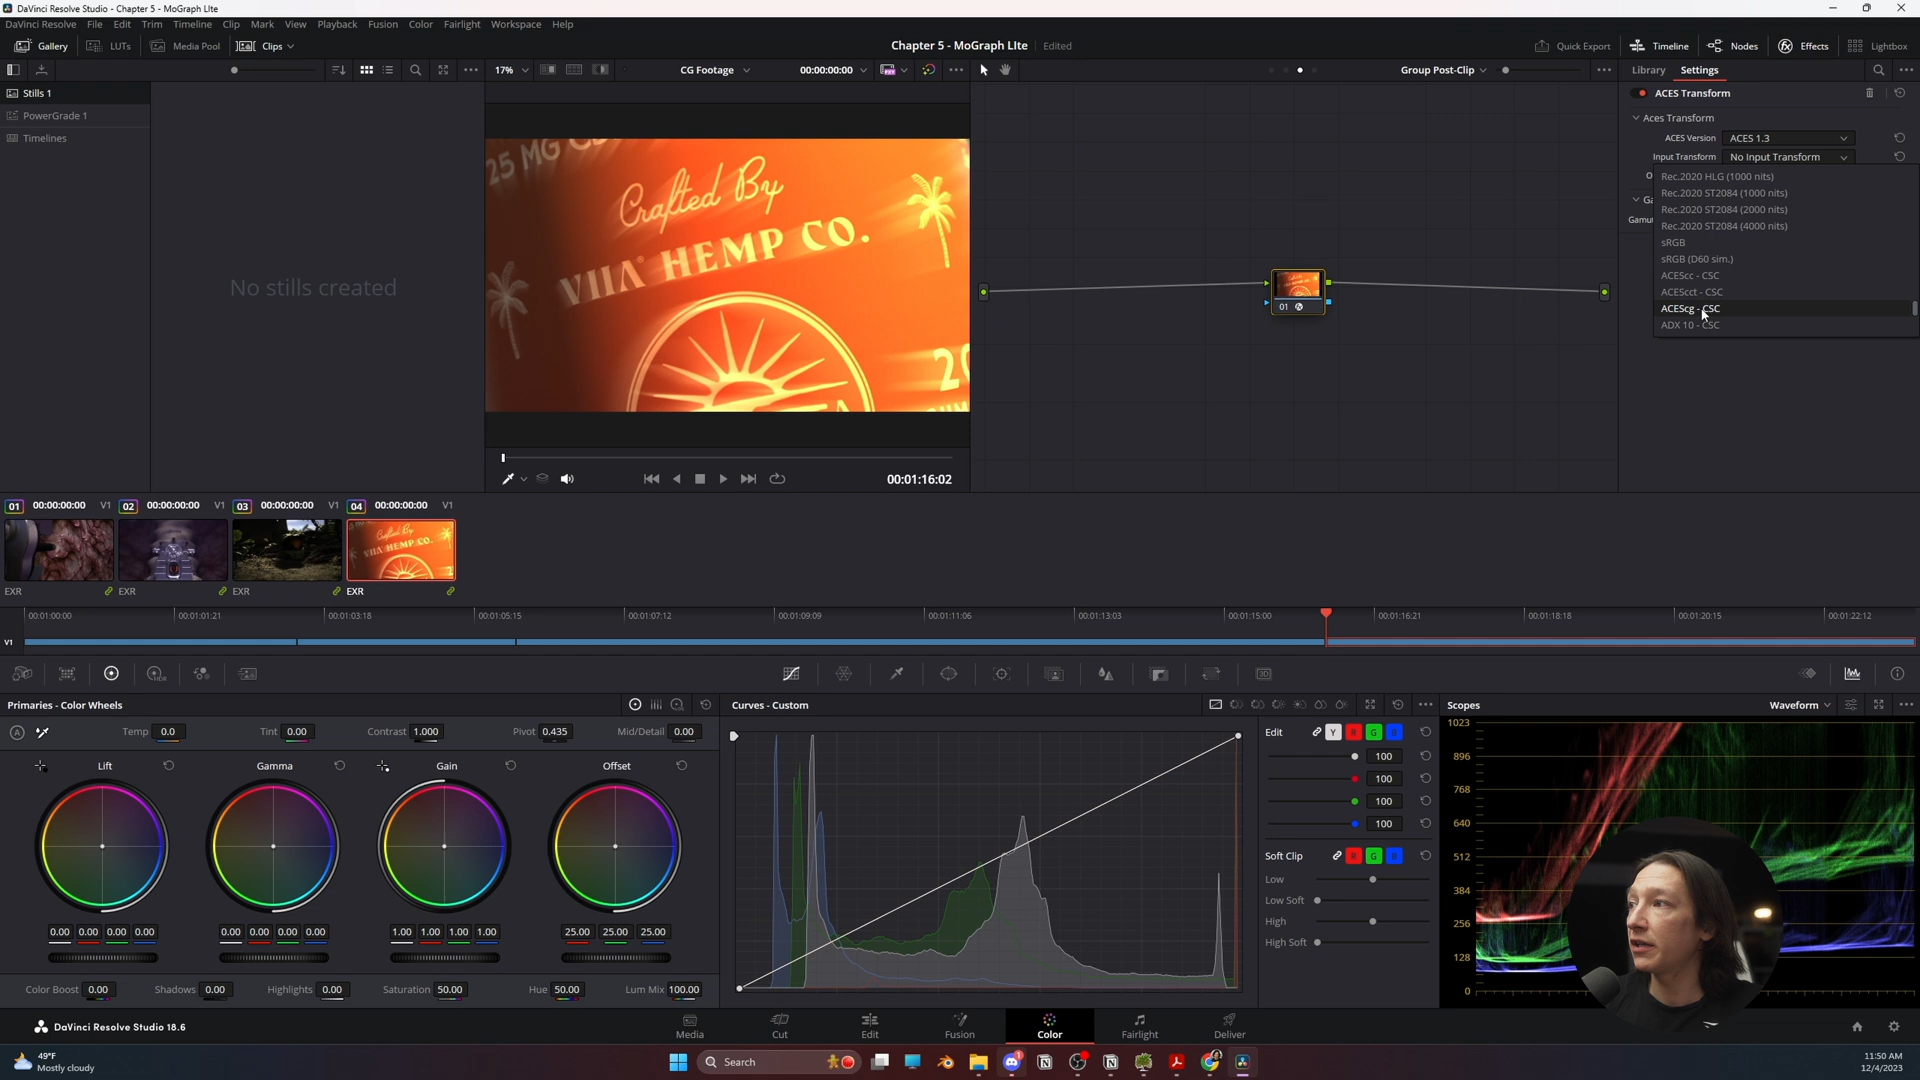 DaVinci Resolve Studio - Chapter 5 - MoGraph LIte
DaVinci Resolve File Edit Trim Timeline Clip Mark View Playback Fusion Color Fairlight Workspace Help
Gallery LUTs Media Pool Clips
Chapter 5 - MoGraph LIte Edited
Quick Export Timeline Nodes Effects Lightbox
17% CG Footage 00:00:00:00
Group Post-Clip
Library Settings
Stills 1
PowerGrade 1
Timelines
No stills created
25 MG C
Crafted By
VIIA HEMP CO.
20
01
ACES Transform
Aces Transform
ACES Version ACES 1.3
Input Transform No Input Transform
O
Ga
Gamut
Rec.2020 HLG (1000 nits)
Rec.2020 ST2084 (1000 nits)
Rec.2020 ST2084 (2000 nits)
Rec.2020 ST2084 (4000 nits)
sRGB
sRGB (D60 sim.)
ACEScc - CSC
ACEScct - CSC
ACEScg - CSC
ADX 10 - CSC
00:01:16:02
01 00:00:00:00 V1 02 00:00:00:00 V1 03 00:00:00:00 V1 04 00:00:00:00 V1
Crafted By
VIIA HEMP CO.
EXR EXR EXR EXR
00:01:00:00 00:01:01:21 00:01:03:18 00:01:05:15 00:01:07:12 00:01:09:09 00:01:11:06 00:01:13:03 00:01:15:00 00:01:16:21 00:01:18:18 00:01:20:15 00:01:22:12
V1
Primaries - Color Wheels
Temp 0.0 Tint 0.00 Contrast 1.000 Pivot 0.435 Mid/Detail 0.00
Lift Gamma Gain Offset
0.00 0.00 0.00 0.00 0.00 0.00 0.00 0.00 1.00 1.00 1.00 1.00 25.00 25.00 25.00
Color Boost 0.00 Shadows 0.00 Highlights 0.00 Saturation 50.00 Hue 50.00 Lum Mix 100.00
Curves - Custom
Edit Y R G B
100
100
100
100
Soft Clip R G B
Low
Low Soft
High
High Soft
Scopes Waveform
1023
896
768
640
512
384
256
128
0
DaVinci Resolve Studio 18.6
Media Cut Edit Fusion Color Fairlight Deliver
49°F
Mostly cloudy
Search
11:50 AM
12/4/2023